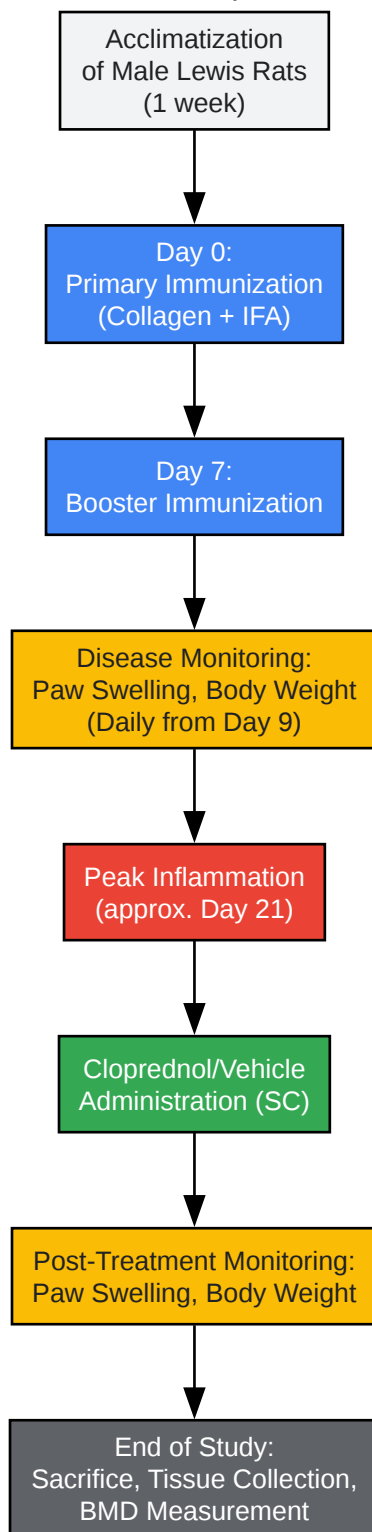 Acclimatization
of Male Lewis Rats
(1 week)
Day 0:
Primary Immunization
(Collagen + IFA)
Day 7:
Booster Immunization
Disease Monitoring:
Paw Swelling, Body Weight
(Daily from Day 9)
Peak Inflammation
(approx. Day 21)
Cloprednol/Vehicle
Administration (SC)
Post-Treatment Monitoring:
Paw Swelling, Body Weight
End of Study:
Sacrifice, Tissue Collection,
BMD Measurement